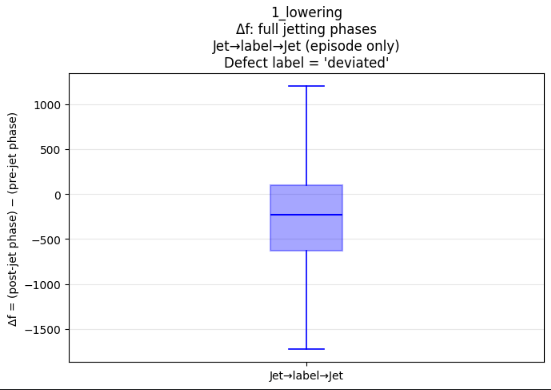 1_lowering
Δf: full jetting phases
Jet→label→Jet (episode only)
Defect label = 'deviated'
Δf = (post-jet phase) − (pre-jet phase)
1000
500
0
−500
−1000
−1500
Jet→label→Jet